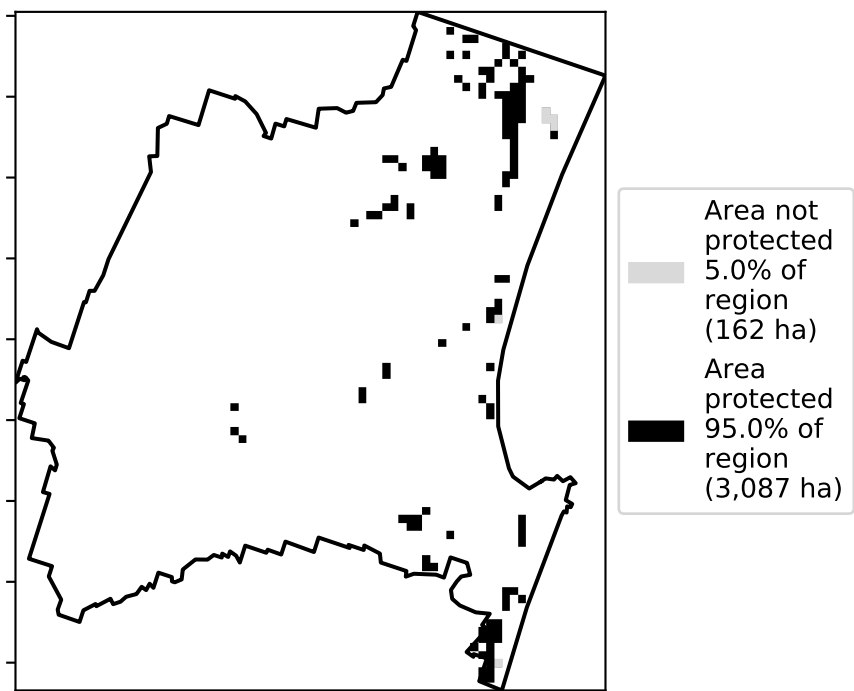 Area not
protected
5.0% of
region
(162 ha)
Area
protected
95.0% of
region
(3,087 ha)